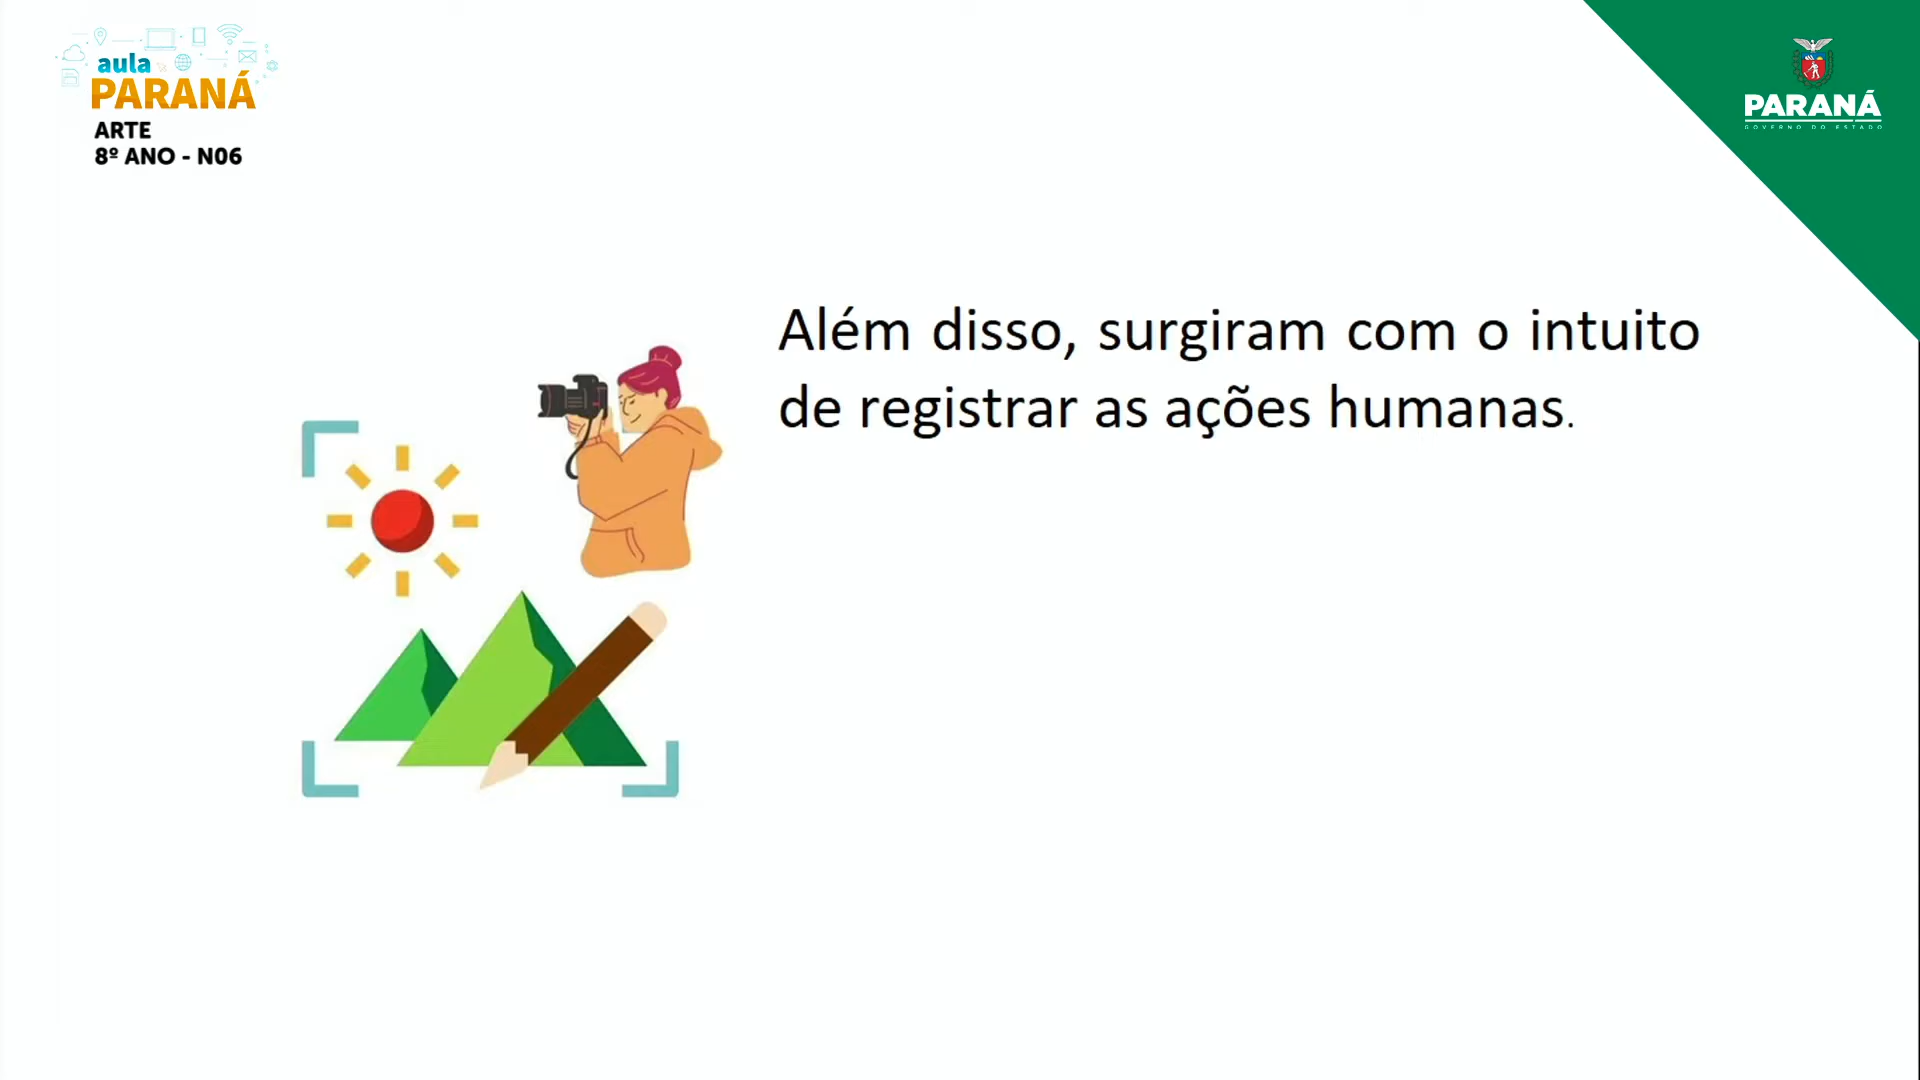 aula
PARANÁ
ARTE
8º ANO - N06
PARANÁ
GOVERNO DO ESTADO
Além disso, surgiram com o intuito
de registrar as ações humanas.